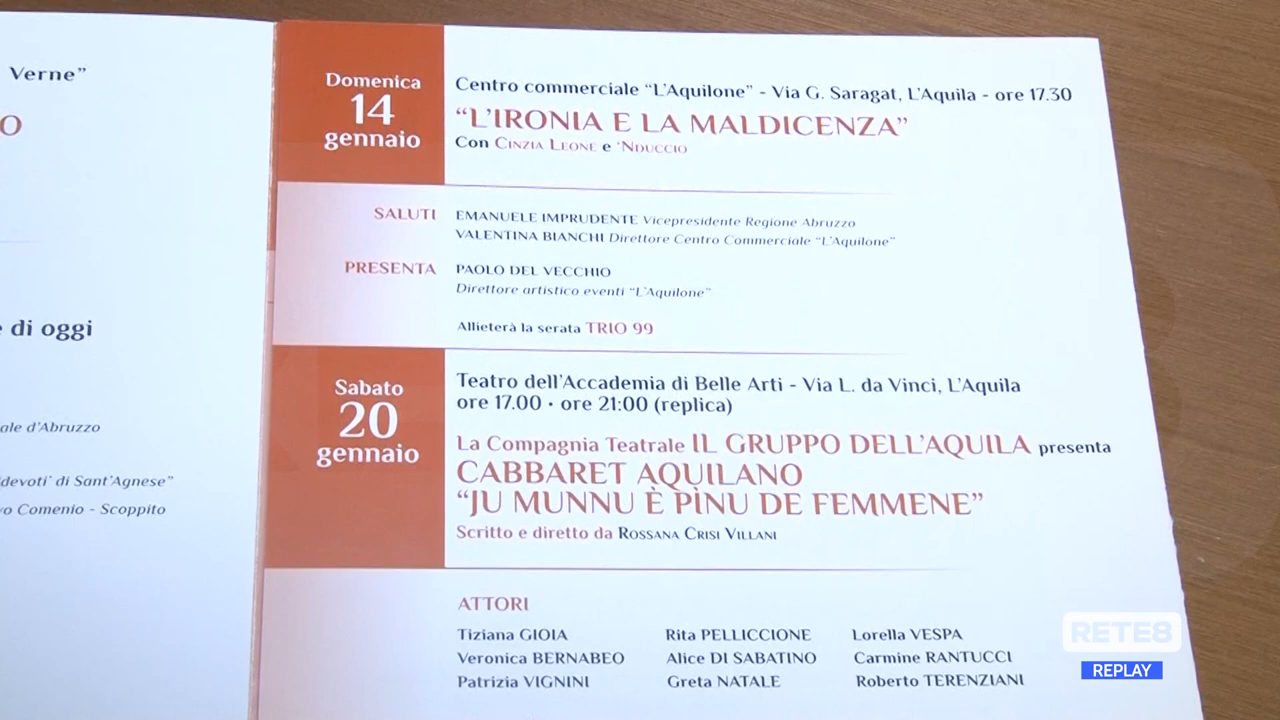 Verne”
O
e di oggi
ale d’Abruzzo
devoti’ di Sant’Agnese”
vo Comenio - Scoppito
Domenica
14
gennaio
Centro commerciale “L’Aquilone” - Via G. Saragat, L’Aquila - ore 17.30
“L’IRONIA E LA MALDICENZA”
Con CINZIA LEONE e ‘NDUCCIO
SALUTI
EMANUELE IMPRUDENTE Vicepresidente Regione Abruzzo
VALENTINA BIANCHI Direttore Centro Commerciale “L’Aquilone”
PRESENTA
PAOLO DEL VECCHIO
Direttore artistico eventi “L’Aquilone”
Allieterà la serata TRIO 99
Sabato
20
gennaio
Teatro dell’Accademia di Belle Arti - Via L. da Vinci, L’Aquila
ore 17.00 • ore 21:00 (replica)
La Compagnia Teatrale IL GRUPPO DELL’AQUILA presenta
CABBARET AQUILANO
“JU MUNNU È PÌNU DE FEMMENE”
Scritto e diretto da ROSSANA CRISI VILLANI
ATTORI
Tiziana GIOIA Rita PELLICCIONE Lorella VESPA
Veronica BERNABEO Alice DI SABATINO Carmine RANTUCCI
Patrizia VIGNINI Greta NATALE Roberto TERENZIANI
RETE8
REPLAY